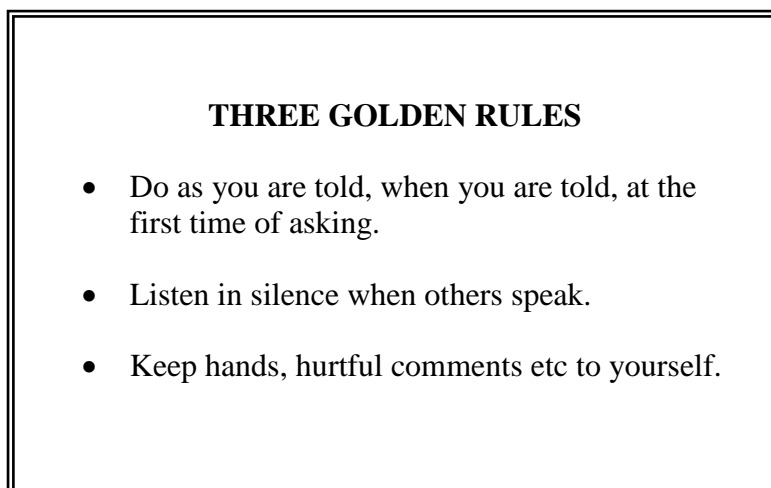 THREE GOLDEN RULES
• Do as you are told, when you are told, at the
first time of asking.
• Listen in silence when others speak.
• Keep hands, hurtful comments etc to yourself.